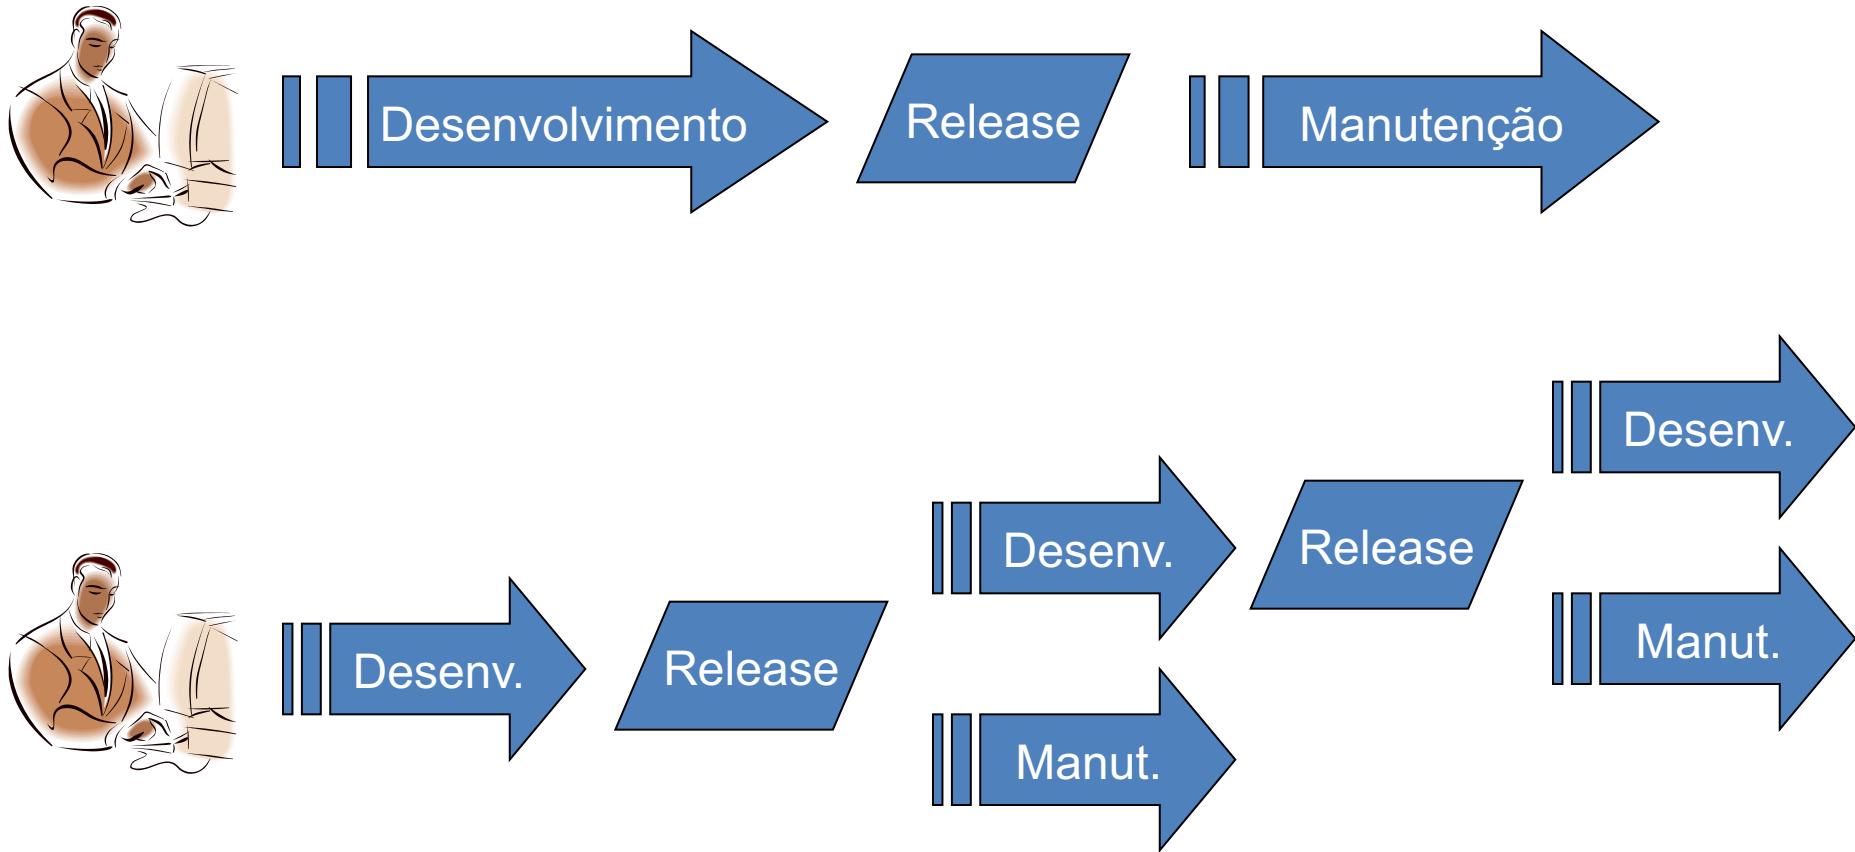 Desenvolvimento
Release
Manutenção
Desenv.
Release
Desenv.
Manut.
Release
Desenv.
Manut.